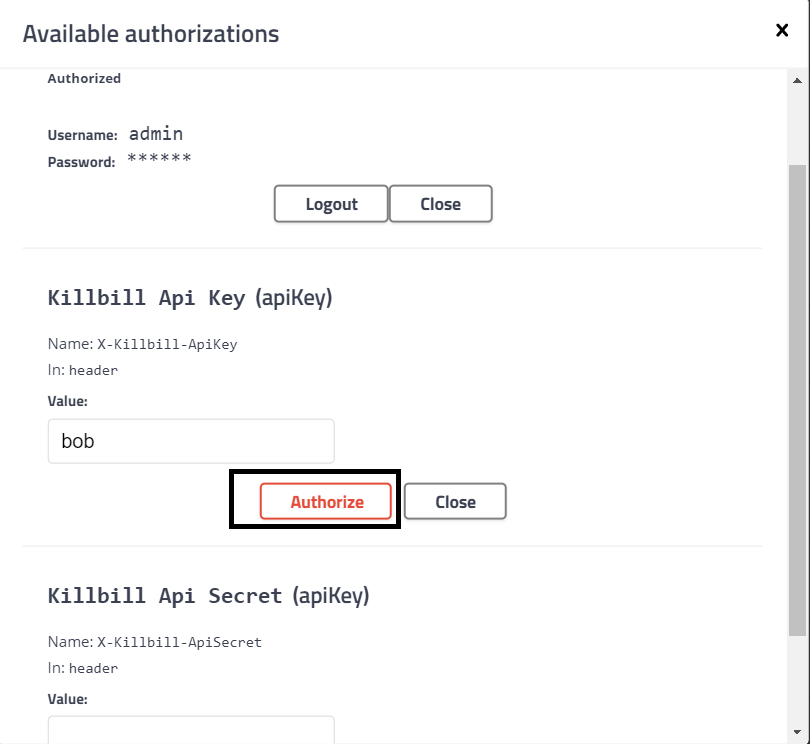 Available authorizations
Authorized
Username: admin
Password: ******
Logout Close
Killbill Api Key (apiKey)
Name: X-Killbill-ApiKey
In: header
Value:
bob
Authorize Close
Killbill Api Secret (apiKey)
Name: X-Killbill-ApiSecret
In: header
Value: